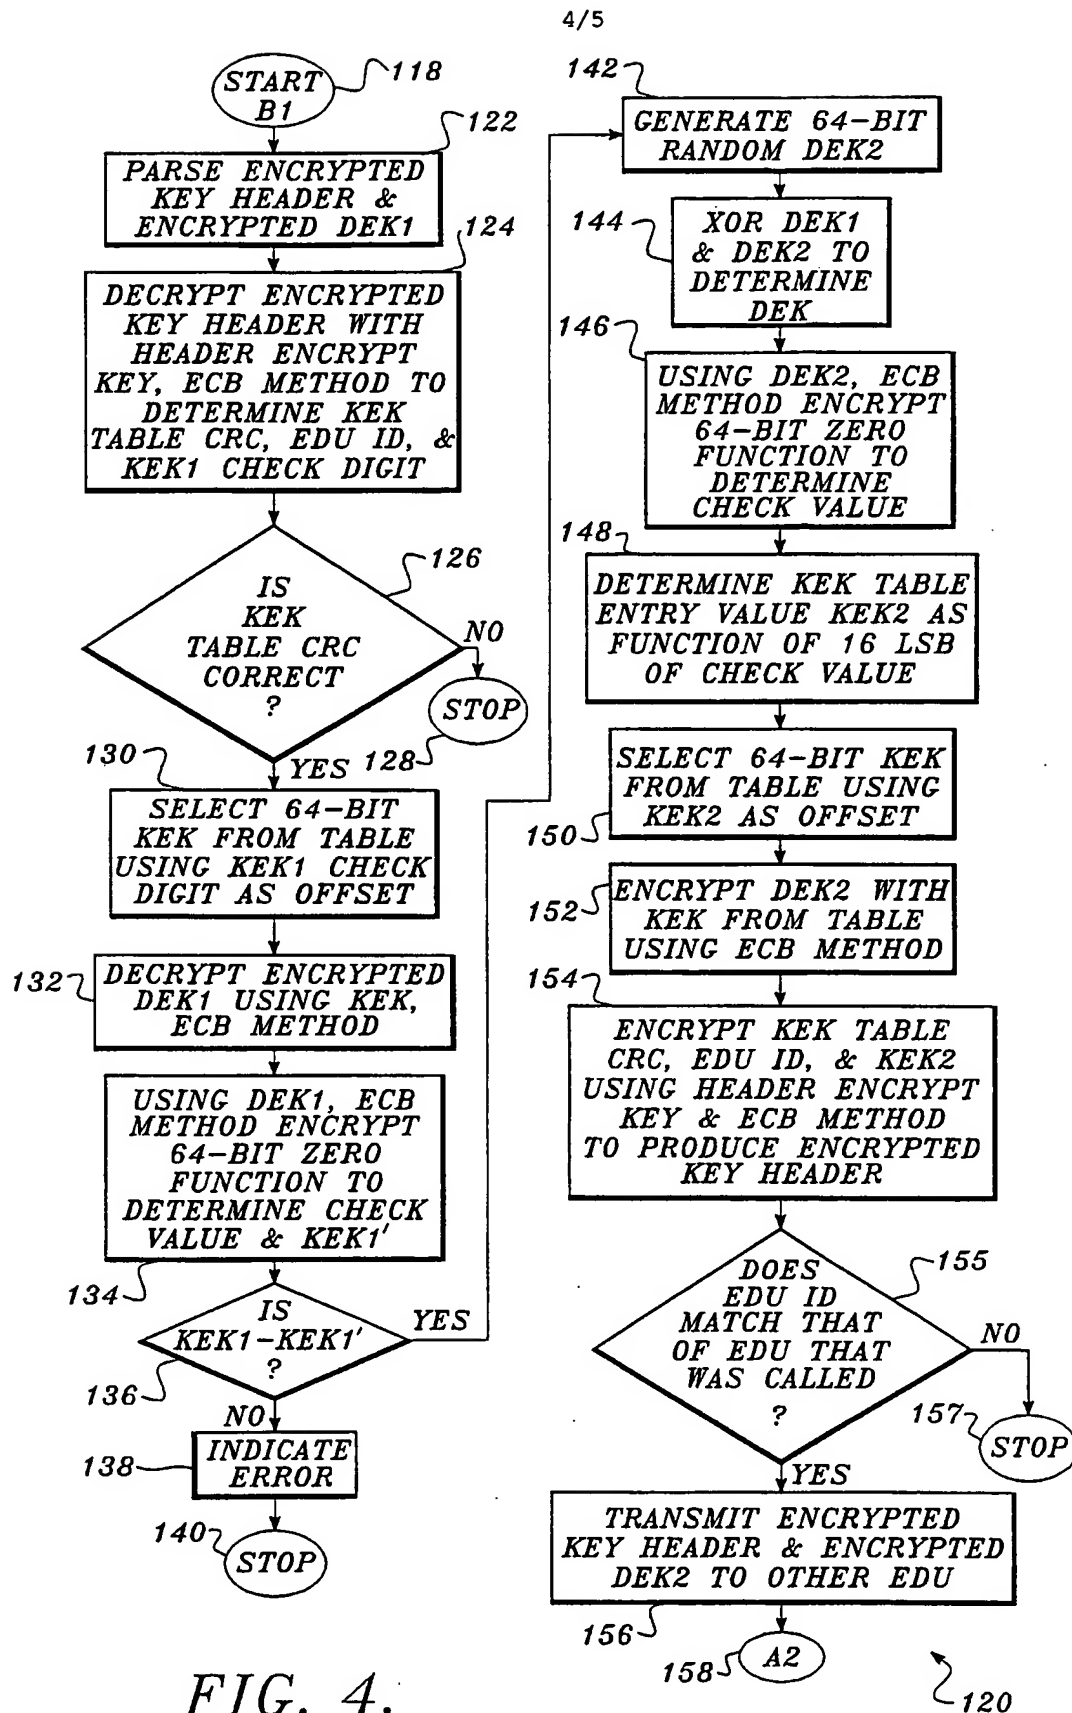 4/5
118
START
B1
122
PARSE ENCRYPTED
KEY HEADER &
ENCRYPTED DEK1
124
DECRYPT ENCRYPTED
KEY HEADER WITH
HEADER ENCRYPT
KEY, ECB METHOD TO
DETERMINE KEK
TABLE CRC, EDU ID, &
KEK1 CHECK DIGIT
126
IS
KEK
TABLE CRC
CORRECT
?
NO
STOP
128
YES
130
SELECT 64-BIT
KEK FROM TABLE
USING KEK1 CHECK
DIGIT AS OFFSET
132
DECRYPT ENCRYPTED
DEK1 USING KEK,
ECB METHOD
USING DEK1, ECB
METHOD ENCRYPT
64-BIT ZERO
FUNCTION TO
DETERMINE CHECK
VALUE & KEK1'
134
IS
KEK1-KEK1'
?
YES
136
NO
138
INDICATE
ERROR
140
STOP
142
GENERATE 64-BIT
RANDOM DEK2
144
XOR DEK1
& DEK2 TO
DETERMINE
DEK
146
USING DEK2, ECB
METHOD ENCRYPT
64-BIT ZERO
FUNCTION TO
DETERMINE
CHECK VALUE
148
DETERMINE KEK TABLE
ENTRY VALUE KEK2 AS
FUNCTION OF 16 LSB
OF CHECK VALUE
SELECT 64-BIT KEK
FROM TABLE USING
KEK2 AS OFFSET
150
152
ENCRYPT DEK2 WITH
KEK FROM TABLE
USING ECB METHOD
154
ENCRYPT KEK TABLE
CRC, EDU ID, & KEK2
USING HEADER ENCRYPT
KEY & ECB METHOD
TO PRODUCE ENCRYPTED
KEY HEADER
155
DOES
EDU ID
MATCH THAT
OF EDU THAT
WAS CALLED
?
NO
157
STOP
YES
TRANSMIT ENCRYPTED
KEY HEADER & ENCRYPTED
DEK2 TO OTHER EDU
156
A2
158
120
FIG. 4.